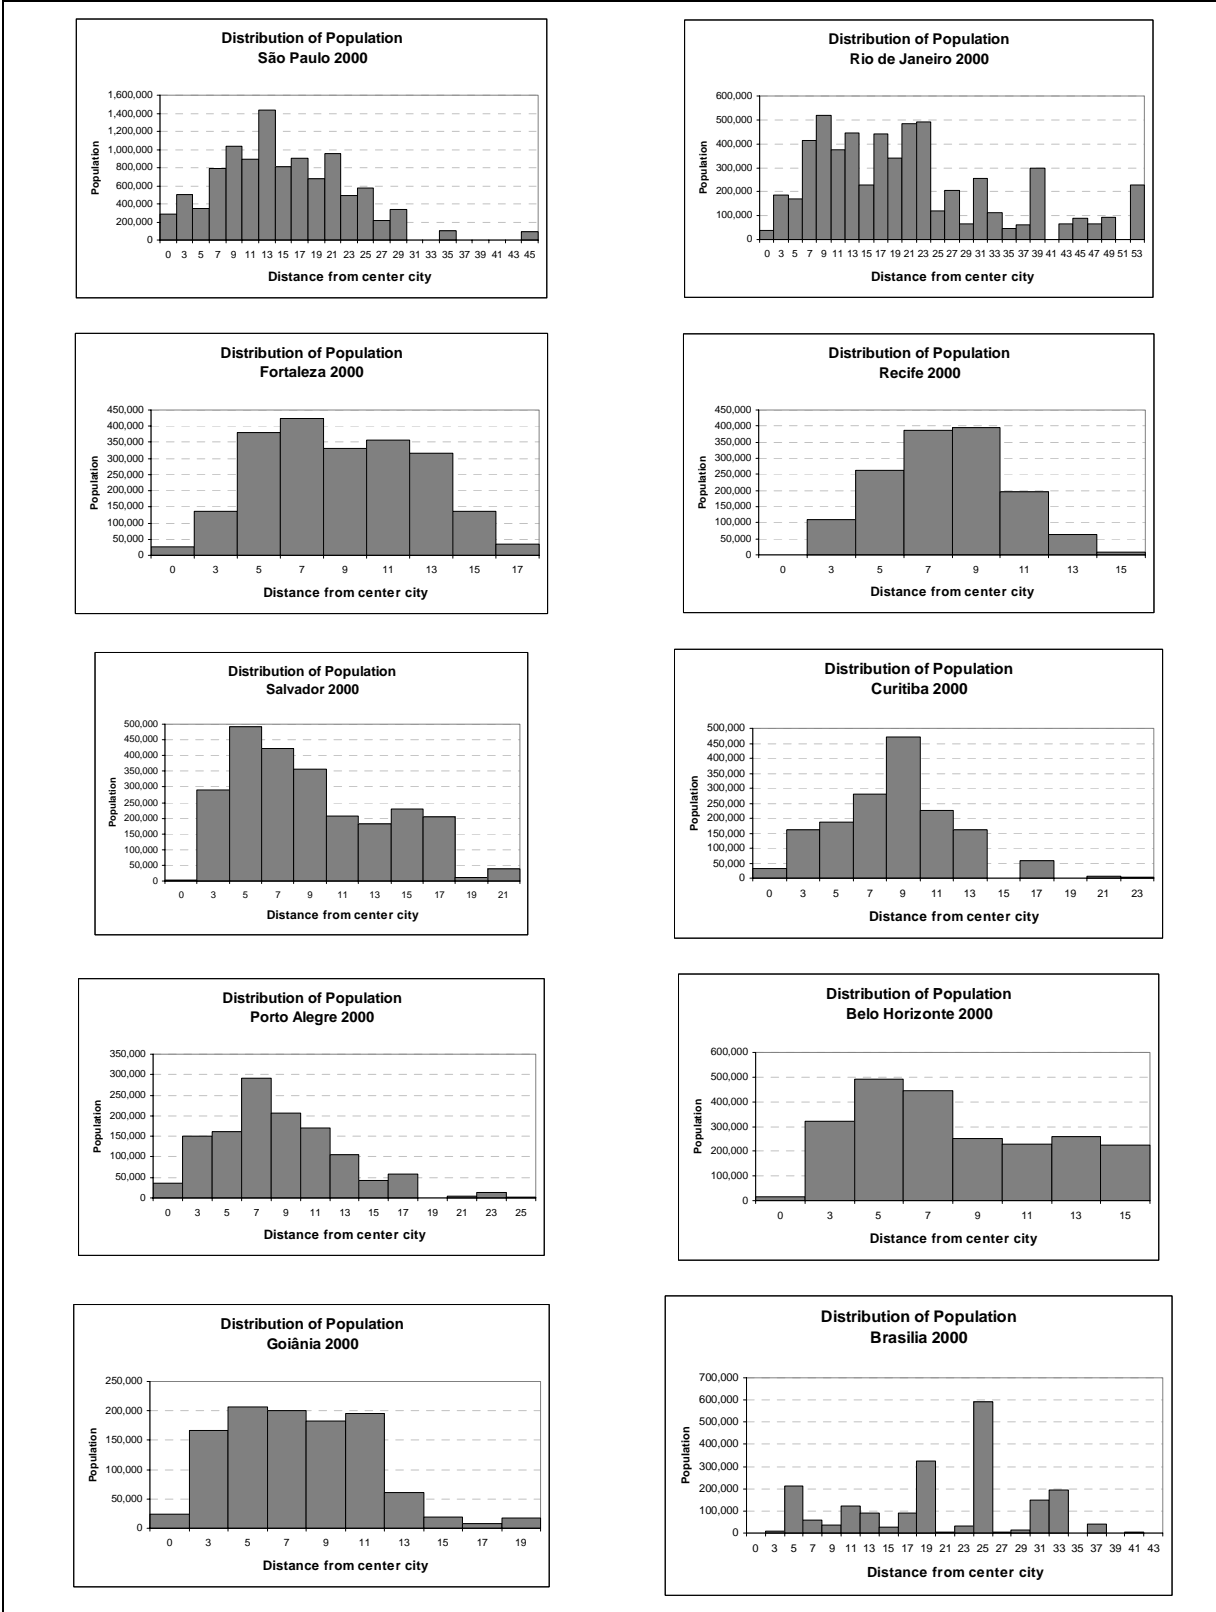 Distribution of Population
São Paulo 2000
1,600,000
1,400,000
1,200,000
1,000,000
800,000
600,000
400,000
200,000
0
Population
0 3 5 7 9 11 13 15 17 19 21 23 25 27 29 31 33 35 37 39 41 43 45
Distance from center city
Distribution of Population
Rio de Janeiro 2000
600,000
500,000
400,000
300,000
200,000
100,000
0
Population
0 3 5 7 9 11 13 15 17 19 21 23 25 27 29 31 33 35 37 39 41 43 45 47 49 51 53
Distance from center city
Distribution of Population
Fortaleza 2000
450,000
400,000
350,000
300,000
250,000
200,000
150,000
100,000
50,000
0
Population
0 3 5 7 9 11 13 15 17
Distance from center city
Distribution of Population
Recife 2000
450,000
400,000
350,000
300,000
250,000
200,000
150,000
100,000
50,000
0
Population
0 3 5 7 9 11 13 15
Distance from center city
Distribution of Population
Salvador 2000
500,000
450,000
400,000
350,000
300,000
250,000
200,000
150,000
100,000
50,000
0
Population
0 3 5 7 9 11 13 15 17 19 21
Distance from center city
Distribution of Population
Curitiba 2000
500,000
450,000
400,000
350,000
300,000
250,000
200,000
150,000
100,000
50,000
0
Population
0 3 5 7 9 11 13 15 17 19 21 23
Distance from center city
Distribution of Population
Porto Alegre 2000
350,000
300,000
250,000
200,000
150,000
100,000
50,000
0
Population
0 3 5 7 9 11 13 15 17 19 21 23 25
Distance from center city
Distribution of Population
Belo Horizonte 2000
600,000
500,000
400,000
300,000
200,000
100,000
0
Population
0 3 5 7 9 11 13 15
Distance from center city
Distribution of Population
Goiânia 2000
250,000
200,000
150,000
100,000
50,000
0
Population
0 3 5 7 9 11 13 15 17 19
Distance from center city
Distribution of Population
Brasilia 2000
700,000
600,000
500,000
400,000
300,000
200,000
100,000
0
Population
0 3 5 7 9 11 13 15 17 19 21 23 25 27 29 31 33 35 37 39 41 43
Distance from center city